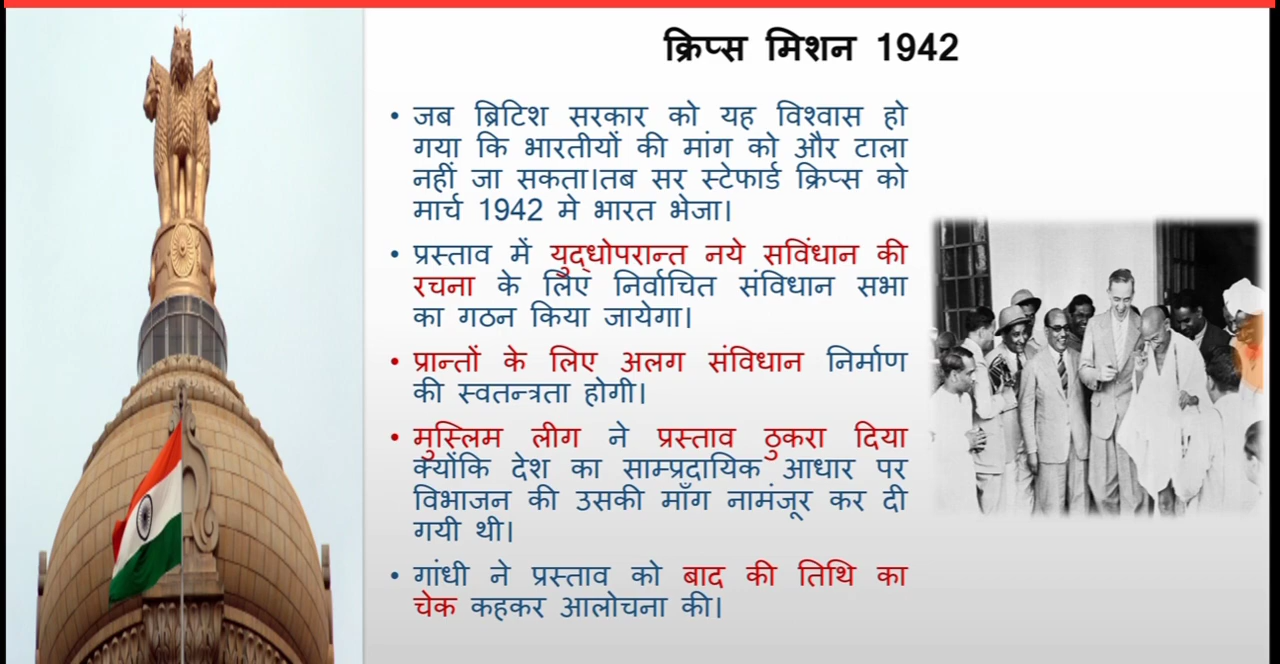 क्रिप्स मिशन 1942
• जब ब्रिटिश सरकार को यह विश्वास हो
गया कि भारतीयों की मांग को और टाला
नहीं जा सकता।तब सर स्टेफार्ड क्रिप्स को
मार्च 1942 मे भारत भेजा।
• प्रस्ताव में युद्धोपरान्त नये सविंधान की
रचना के लिए निर्वाचित संविधान सभा
का गठन किया जायेगा।
• प्रान्तों के लिए अलग संविधान निर्माण
की स्वतन्त्रता होगी।
• मुस्लिम लीग ने प्रस्ताव ठुकरा दिया
क्योंकि देश का साम्प्रदायिक आधार पर
विभाजन की उसकी माँग नामंजूर कर दी
गयी थी।
• गांधी ने प्रस्ताव को बाद की तिथि का
चेक कहकर आलोचना की।